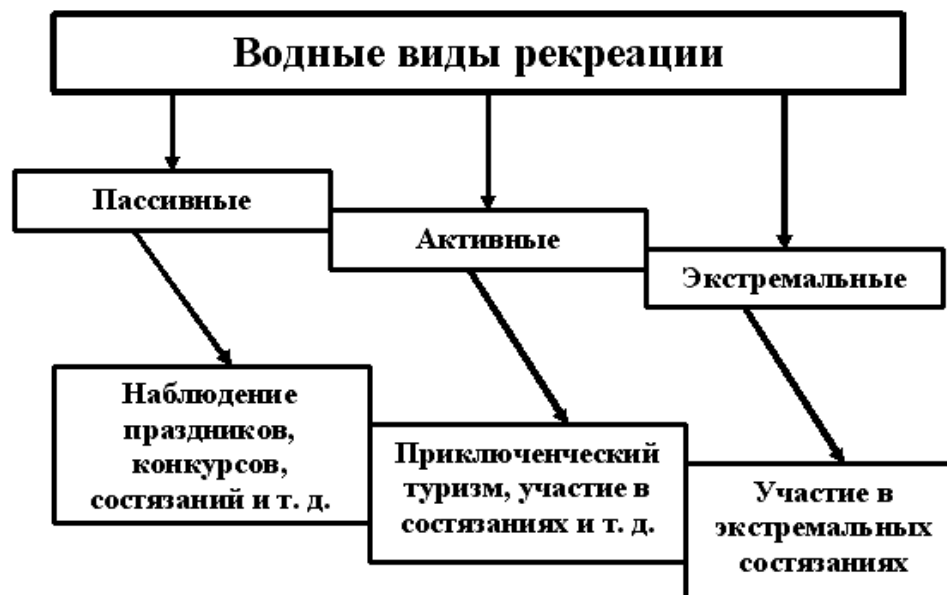 Водные виды рекреации
Пассивные
Активные
Экстремальные
Наблюдение
праздников,
конкурсов,
состязаний и т. д.
Приключенческий
туризм, участие в
состязаниях и т. д.
Участие в
экстремальных
состязаниях